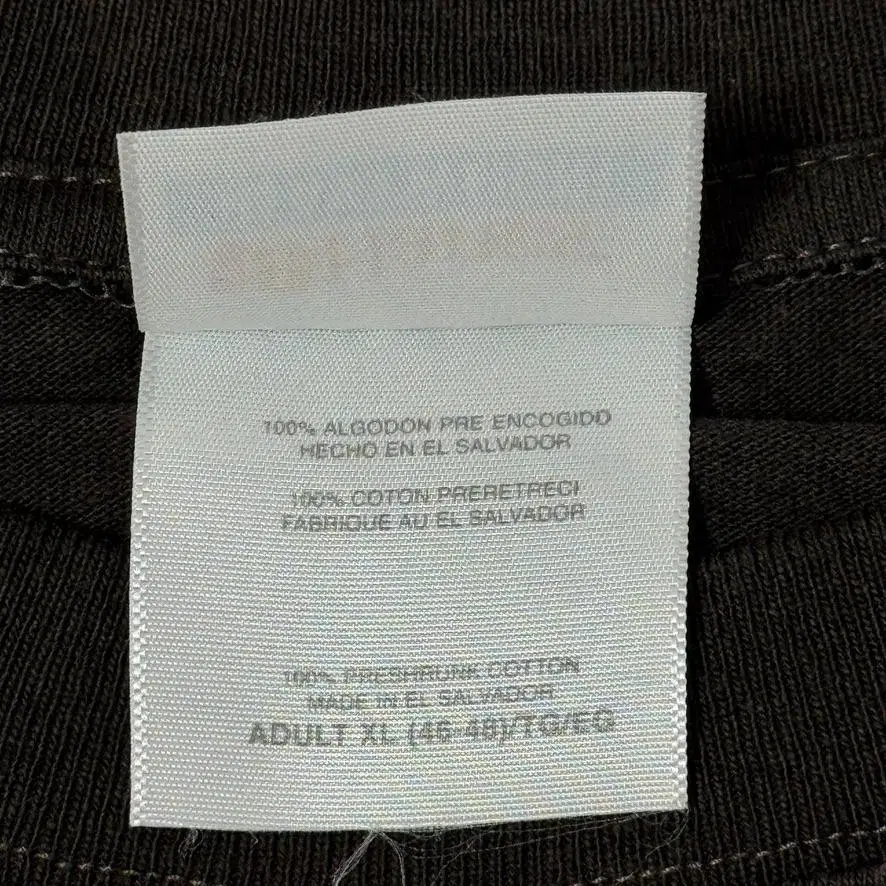 100% ALGODON PRE ENCOGIDO
HECHO EN EL SALVADOR
100% COTON PRERETRECI
FABRIQUE AU EL SALVADOR
100% PRESHRUNK COTTON
MADE IN EL SALVADOR
ADULT XL (46-48)/TG/EG